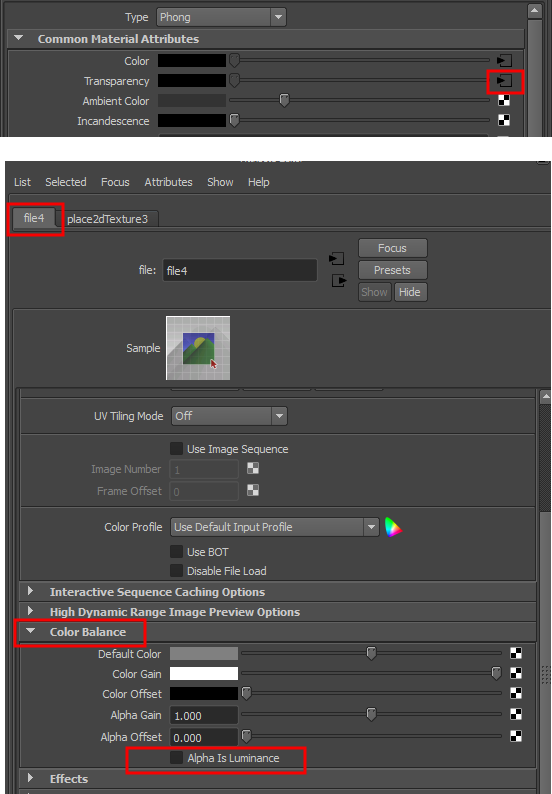 Type Phong
Common Material Attributes
Color
Transparency
Ambient Color
Incandescence
List Selected Focus Attributes Show Help
file4 place2dTexture3
Focus
file: file4 Presets
Show Hide
Sample
UV Tiling Mode Off
Use Image Sequence
Image Number 1
Frame Offset 0
Color Profile Use Default Input Profile
Use BOT
Disable File Load
Interactive Sequence Caching Options
High Dynamic Range Image Preview Options
Color Balance
Default Color
Color Gain
Color Offset
Alpha Gain 1.000
Alpha Offset 0.000
Alpha Is Luminance
Effects